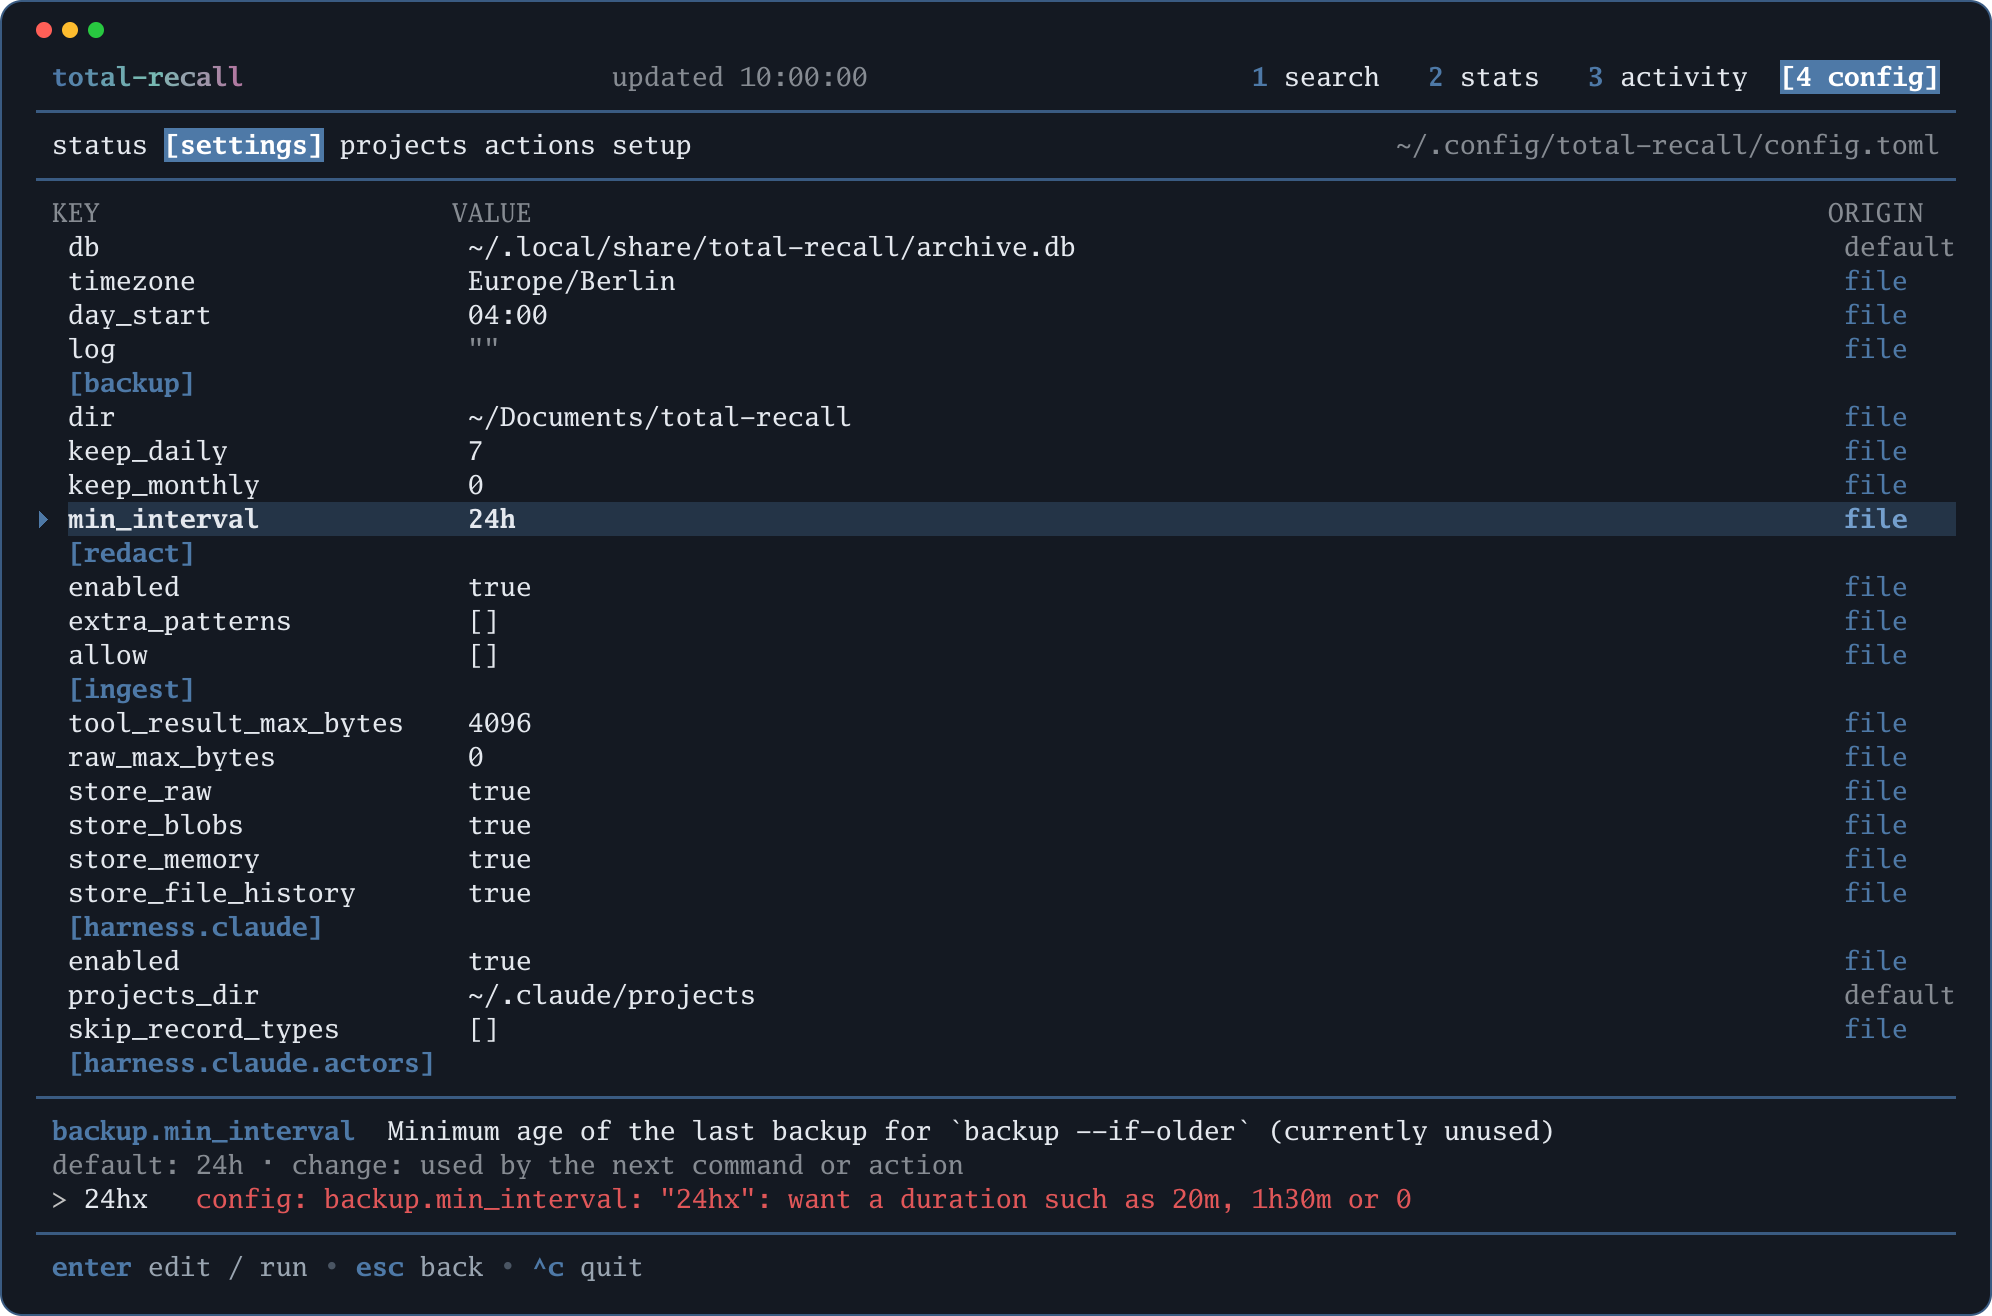 total-recall updated 10:00:00 1 search 2 stats 3 activity [4 config]
status [settings] projects actions setup ~/.config/total-recall/config.toml
KEY VALUE ORIGIN
db ~/.local/share/total-recall/archive.db default
timezone Europe/Berlin file
day_start 04:00 file
log "" file
[backup]
dir ~/Documents/total-recall file
keep_daily 7 file
keep_monthly 0 file
min_interval 24h file
[redact]
enabled true file
extra_patterns [] file
allow [] file
[ingest]
tool_result_max_bytes 4096 file
raw_max_bytes 0 file
store_raw true file
store_blobs true file
store_memory true file
store_file_history true file
[harness.claude]
enabled true file
projects_dir ~/.claude/projects default
skip_record_types [] file
[harness.claude.actors]
backup.min_interval Minimum age of the last backup for `backup --if-older` (currently unused)
default: 24h · change: used by the next command or action
> 24hx config: backup.min_interval: "24hx": want a duration such as 20m, 1h30m or 0
enter edit / run • esc back • ^c quit